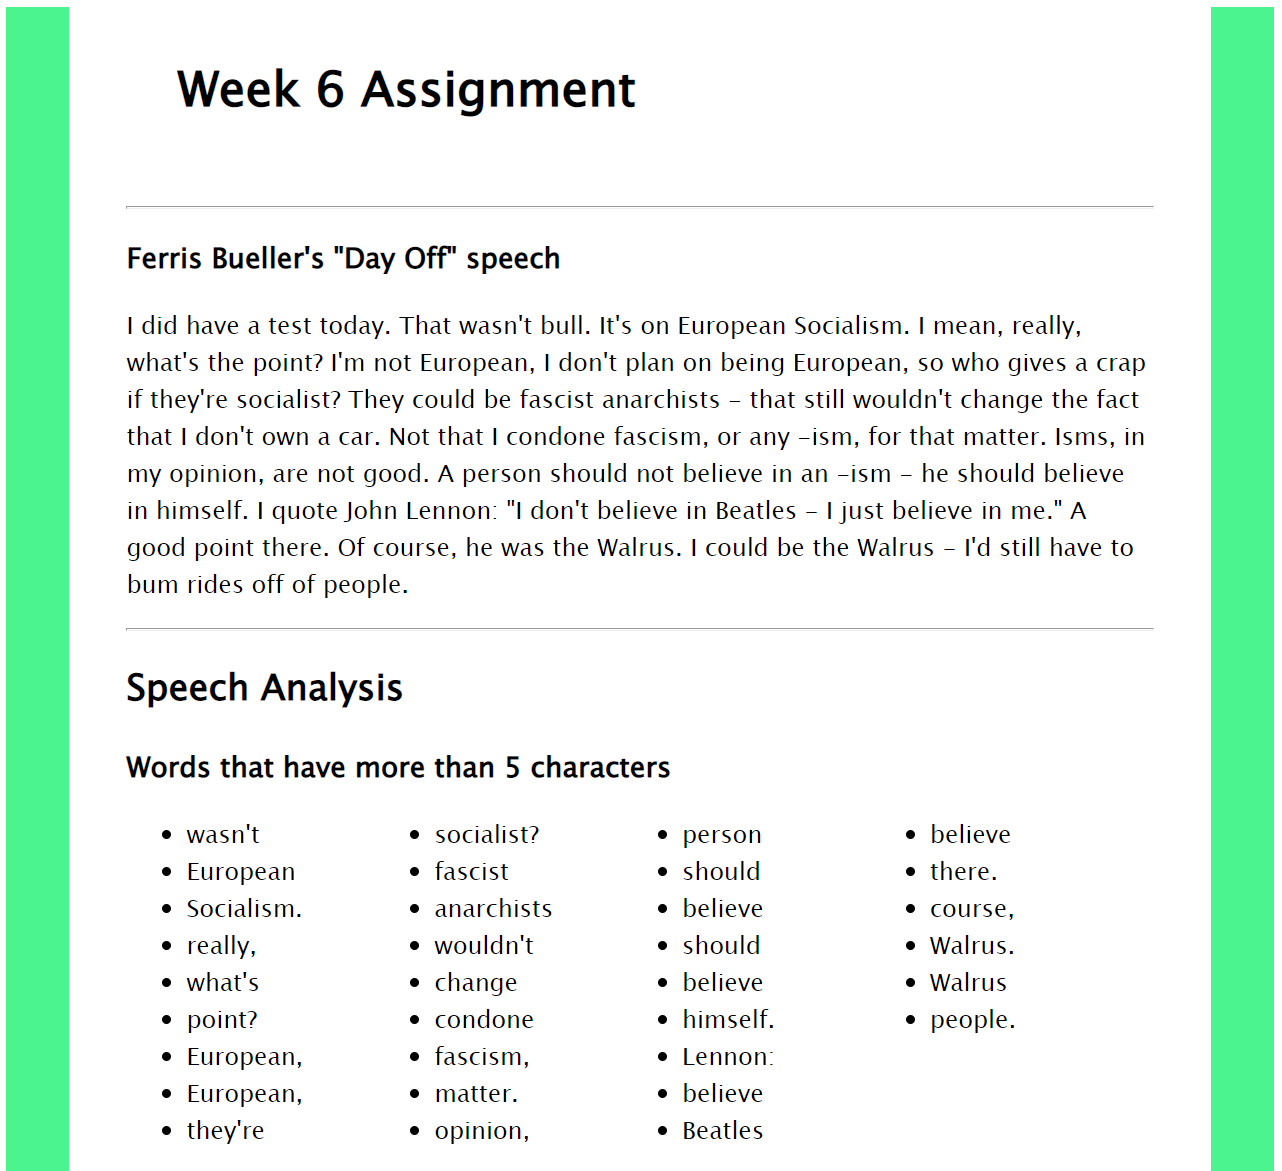 Week 6 Assignment
Ferris Bueller's "Day Off" speech
I did have a test today. That wasn't bull. It's on European Socialism. I mean, really,
what's the point? I'm not European, I don't plan on being European, so who gives a crap
if they're socialist? They could be fascist anarchists – that still wouldn't change the fact
that I don't own a car. Not that I condone fascism, or any –ism, for that matter. Isms, in
my opinion, are not good. A person should not believe in an –ism – he should believe
in himself. I quote John Lennon: "I don't believe in Beatles – I just believe in me." A
good point there. Of course, he was the Walrus. I could be the Walrus – I'd still have to
bum rides off of people.
Speech Analysis
Words that have more than 5 characters
• wasn't
• European
• Socialism.
• really,
• what's
• point?
• European,
• European,
• they're
• socialist?
• fascist
• anarchists
• wouldn't
• change
• condone
• fascism,
• matter.
• opinion,
• person
• should
• believe
• should
• believe
• himself.
• Lennon:
• believe
• Beatles
• believe
• there.
• course,
• Walrus.
• Walrus
• people.